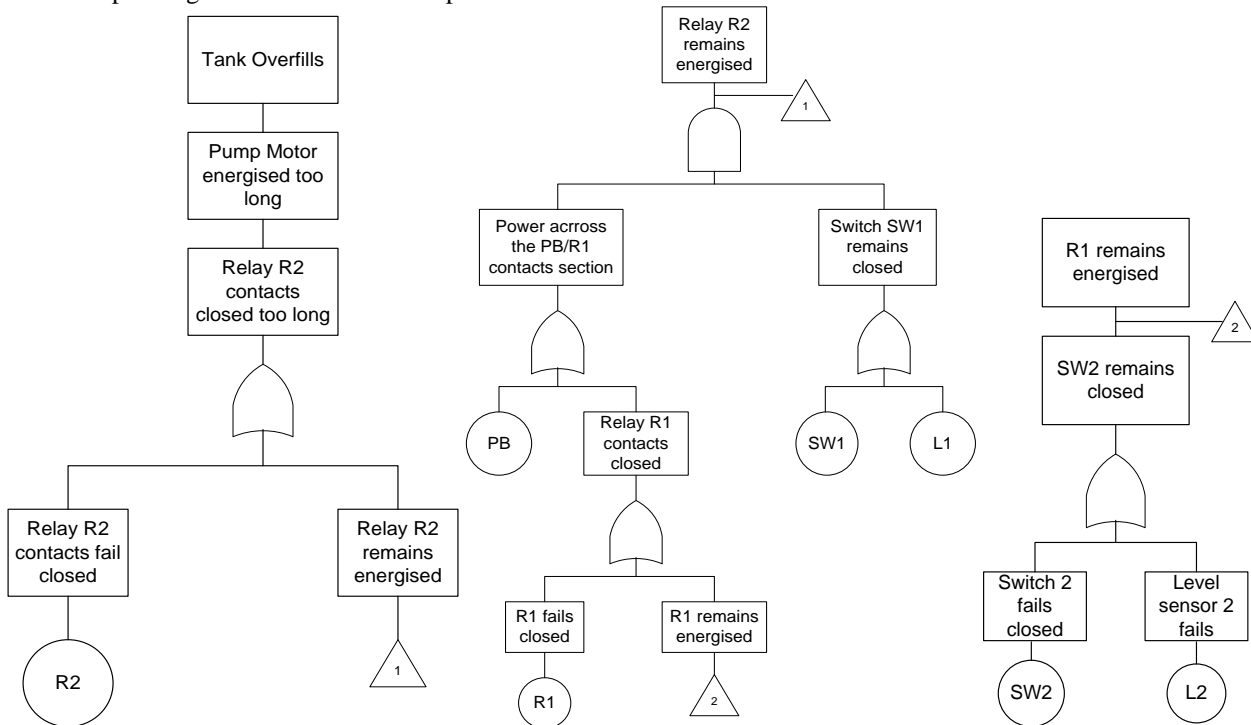 Tank Overfills
Pump Motor
energised too
long
Relay R2
contacts
closed too long
Relay R2
contacts fail
closed
R2
Relay R2
remains
energised
1
Relay R2
remains
energised
1
Power acrross
the PB/R1
contacts section
Switch SW1
remains
closed
PB
Relay R1
contacts
closed
SW1
L1
R1 fails
closed
R1
R1 remains
energised
2
R1 remains
energised
2
SW2 remains
closed
Switch 2
fails
closed
SW2
Level
sensor 2
fails
L2